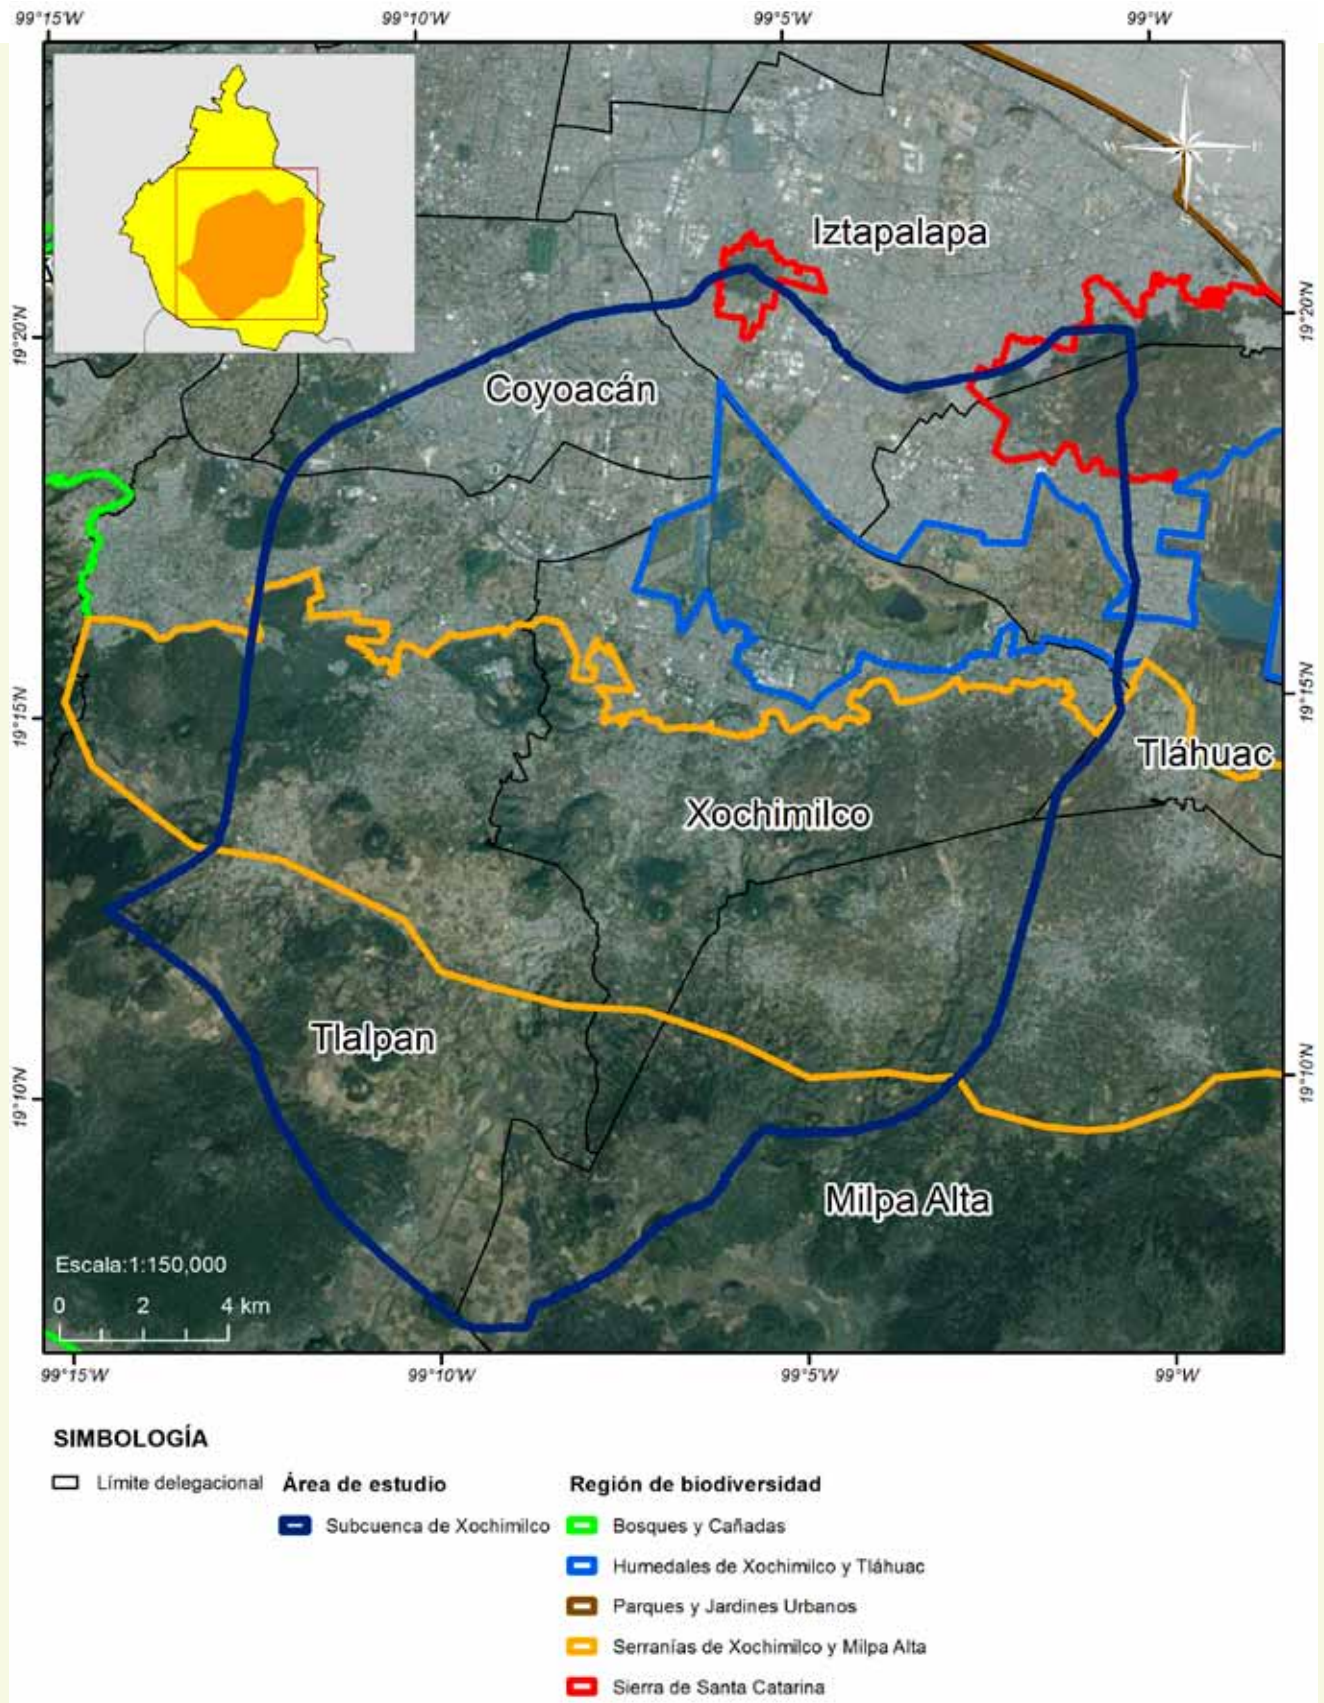 99°15'W 99°10'W 99°5'W 99°W
Iztapalapa
19°20'N 19°20'N
Coyoacán
19°15'N 19°15'N
Tláhuac
Xochimilco
Tlalpan
19°10'N 19°10'N
Milpa Alta
Escala:1:150,000
0 2 4 km
99°15'W 99°10'W 99°5'W 99°W
SIMBOLOGÍA
Límite delegacional
Área de estudio
Subcuenca de Xochimilco
Región de biodiversidad
Bosques y Cañadas
Humedales de Xochimilco y Tláhuac
Parques y Jardines Urbanos
Serranías de Xochimilco y Milpa Alta
Sierra de Santa Catarina